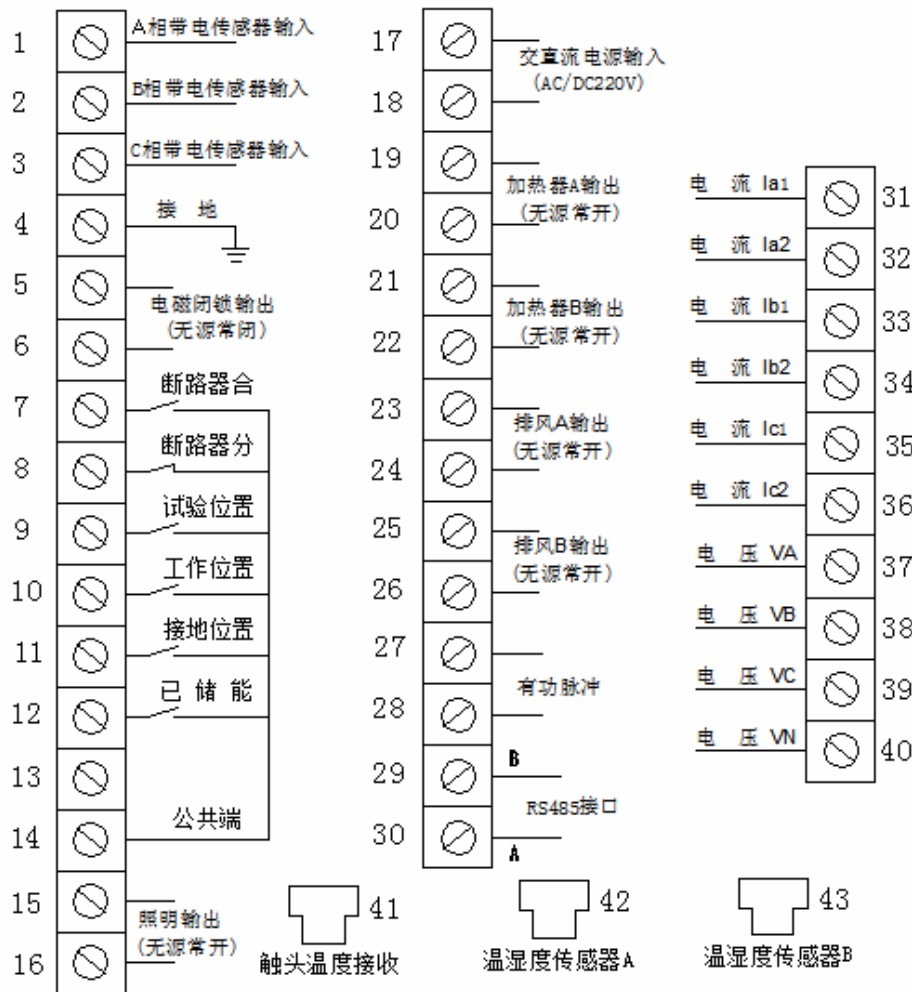 1
A相带电传感器输入
2
B相带电传感器输入
3
C相带电传感器输入
4
接 地
5
电磁闭锁输出
(无源常闭)
6
7
断路器合
8
断路器分
9
试验位置
10
工作位置
11
接地位置
12
已 储 能
13
14
公共端
15
照明输出
(无源常开)
16
17
交直流电源输入
(AC/DC220V)
18
19
加热器A输出
(无源常开)
20
21
加热器B输出
(无源常开)
22
23
排风A输出
(无源常开)
24
25
排风B输出
(无源常开)
26
27
有功脉冲
28
29
B
RS485接口
30
A
电 流 Ia1
31
电 流 Ia2
32
电 流 Ib1
33
电 流 Ib2
34
电 流 Ic1
35
电 流 Ic2
36
电 压 VA
37
电 压 VB
38
电 压 VC
39
电 压 VN
40
41
触头温度接收
42
温湿度传感器A
43
温湿度传感器B